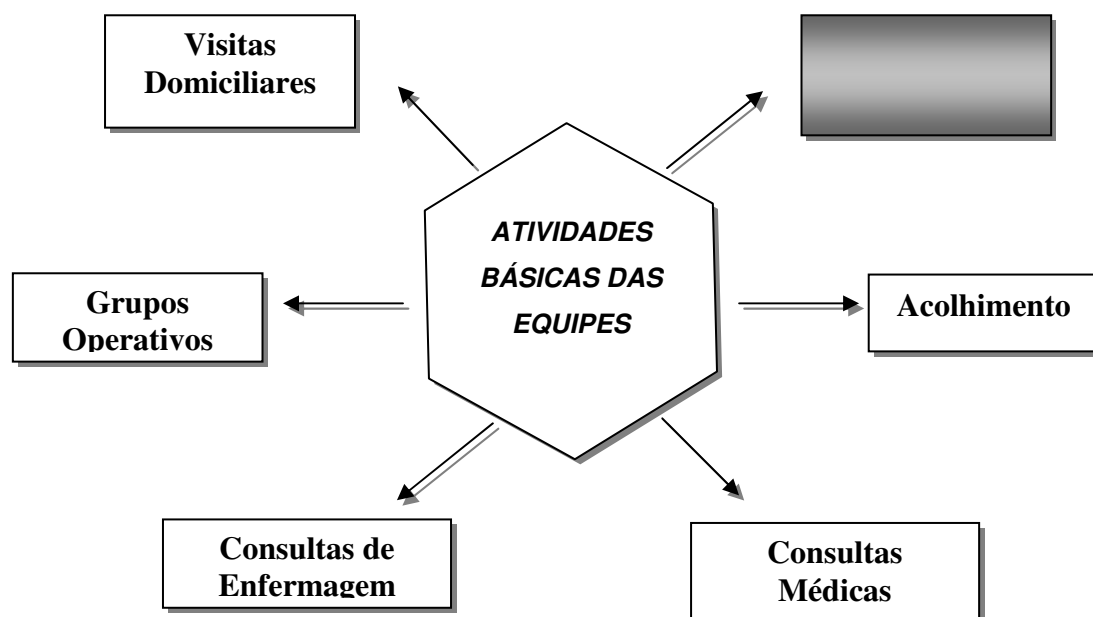 Visitas
Domiciliares
ATIVIDADES
BÁSICAS DAS
EQUIPES
Grupos
Operativos
Acolhimento
Consultas de
Enfermagem
Consultas
Médicas